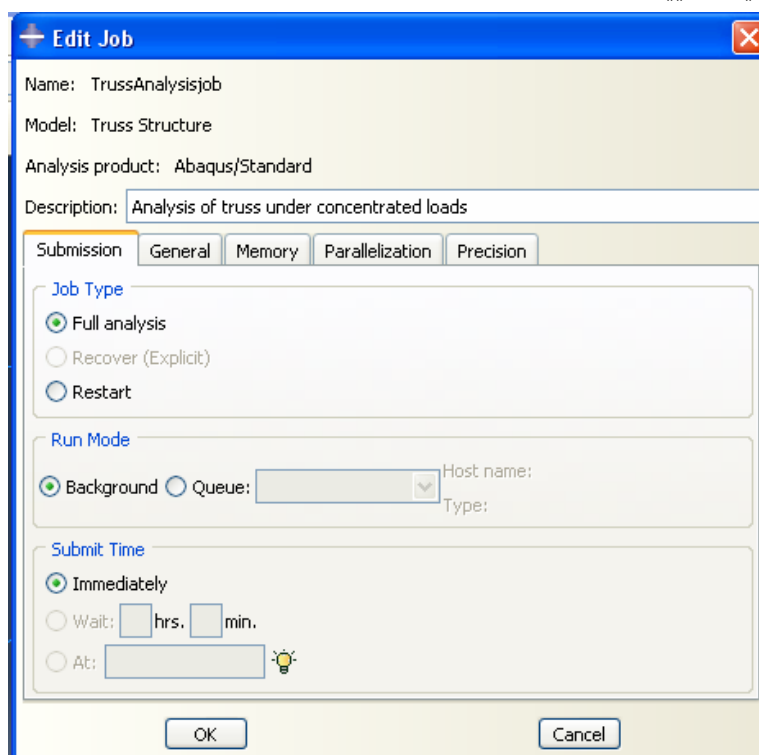 Edit Job
Name: TrussAnalysisjob
Model: Truss Structure
Analysis product: Abaqus/Standard
Description: Analysis of truss under concentrated loads
Submission General Memory Parallelization Precision
Job Type
Full analysis
Recover (Explicit)
Restart
Run Mode
Background Queue: Host name:
Type:
Submit Time
Immediately
Wait: hrs. min.
At:
OK Cancel